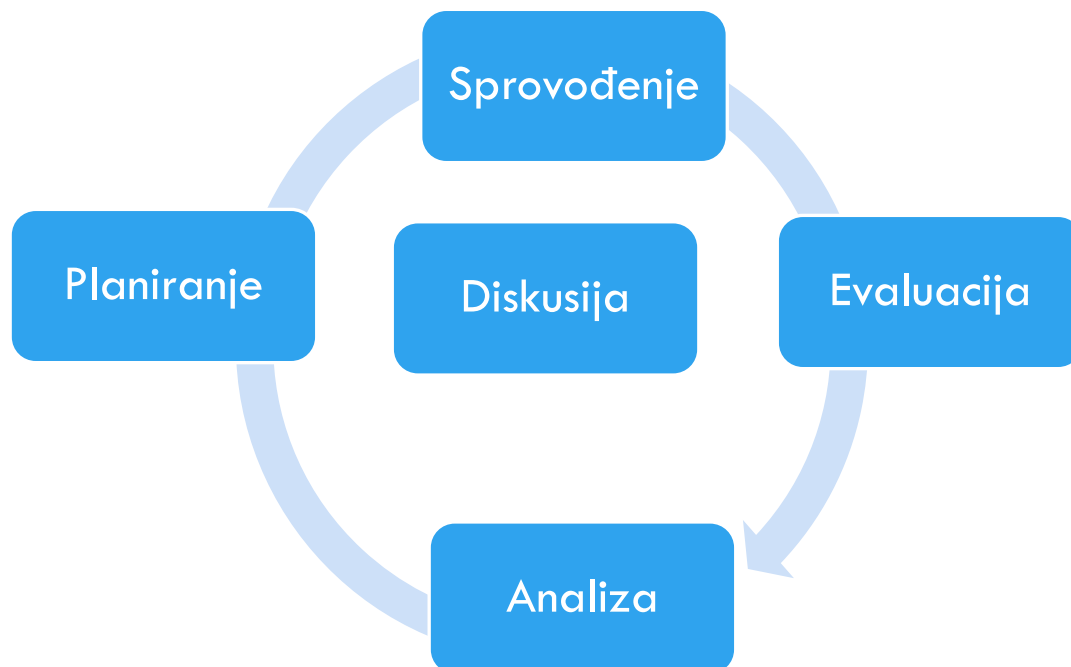 Sprovođenje
Planiranje
Diskusija
Evaluacija
Analiza